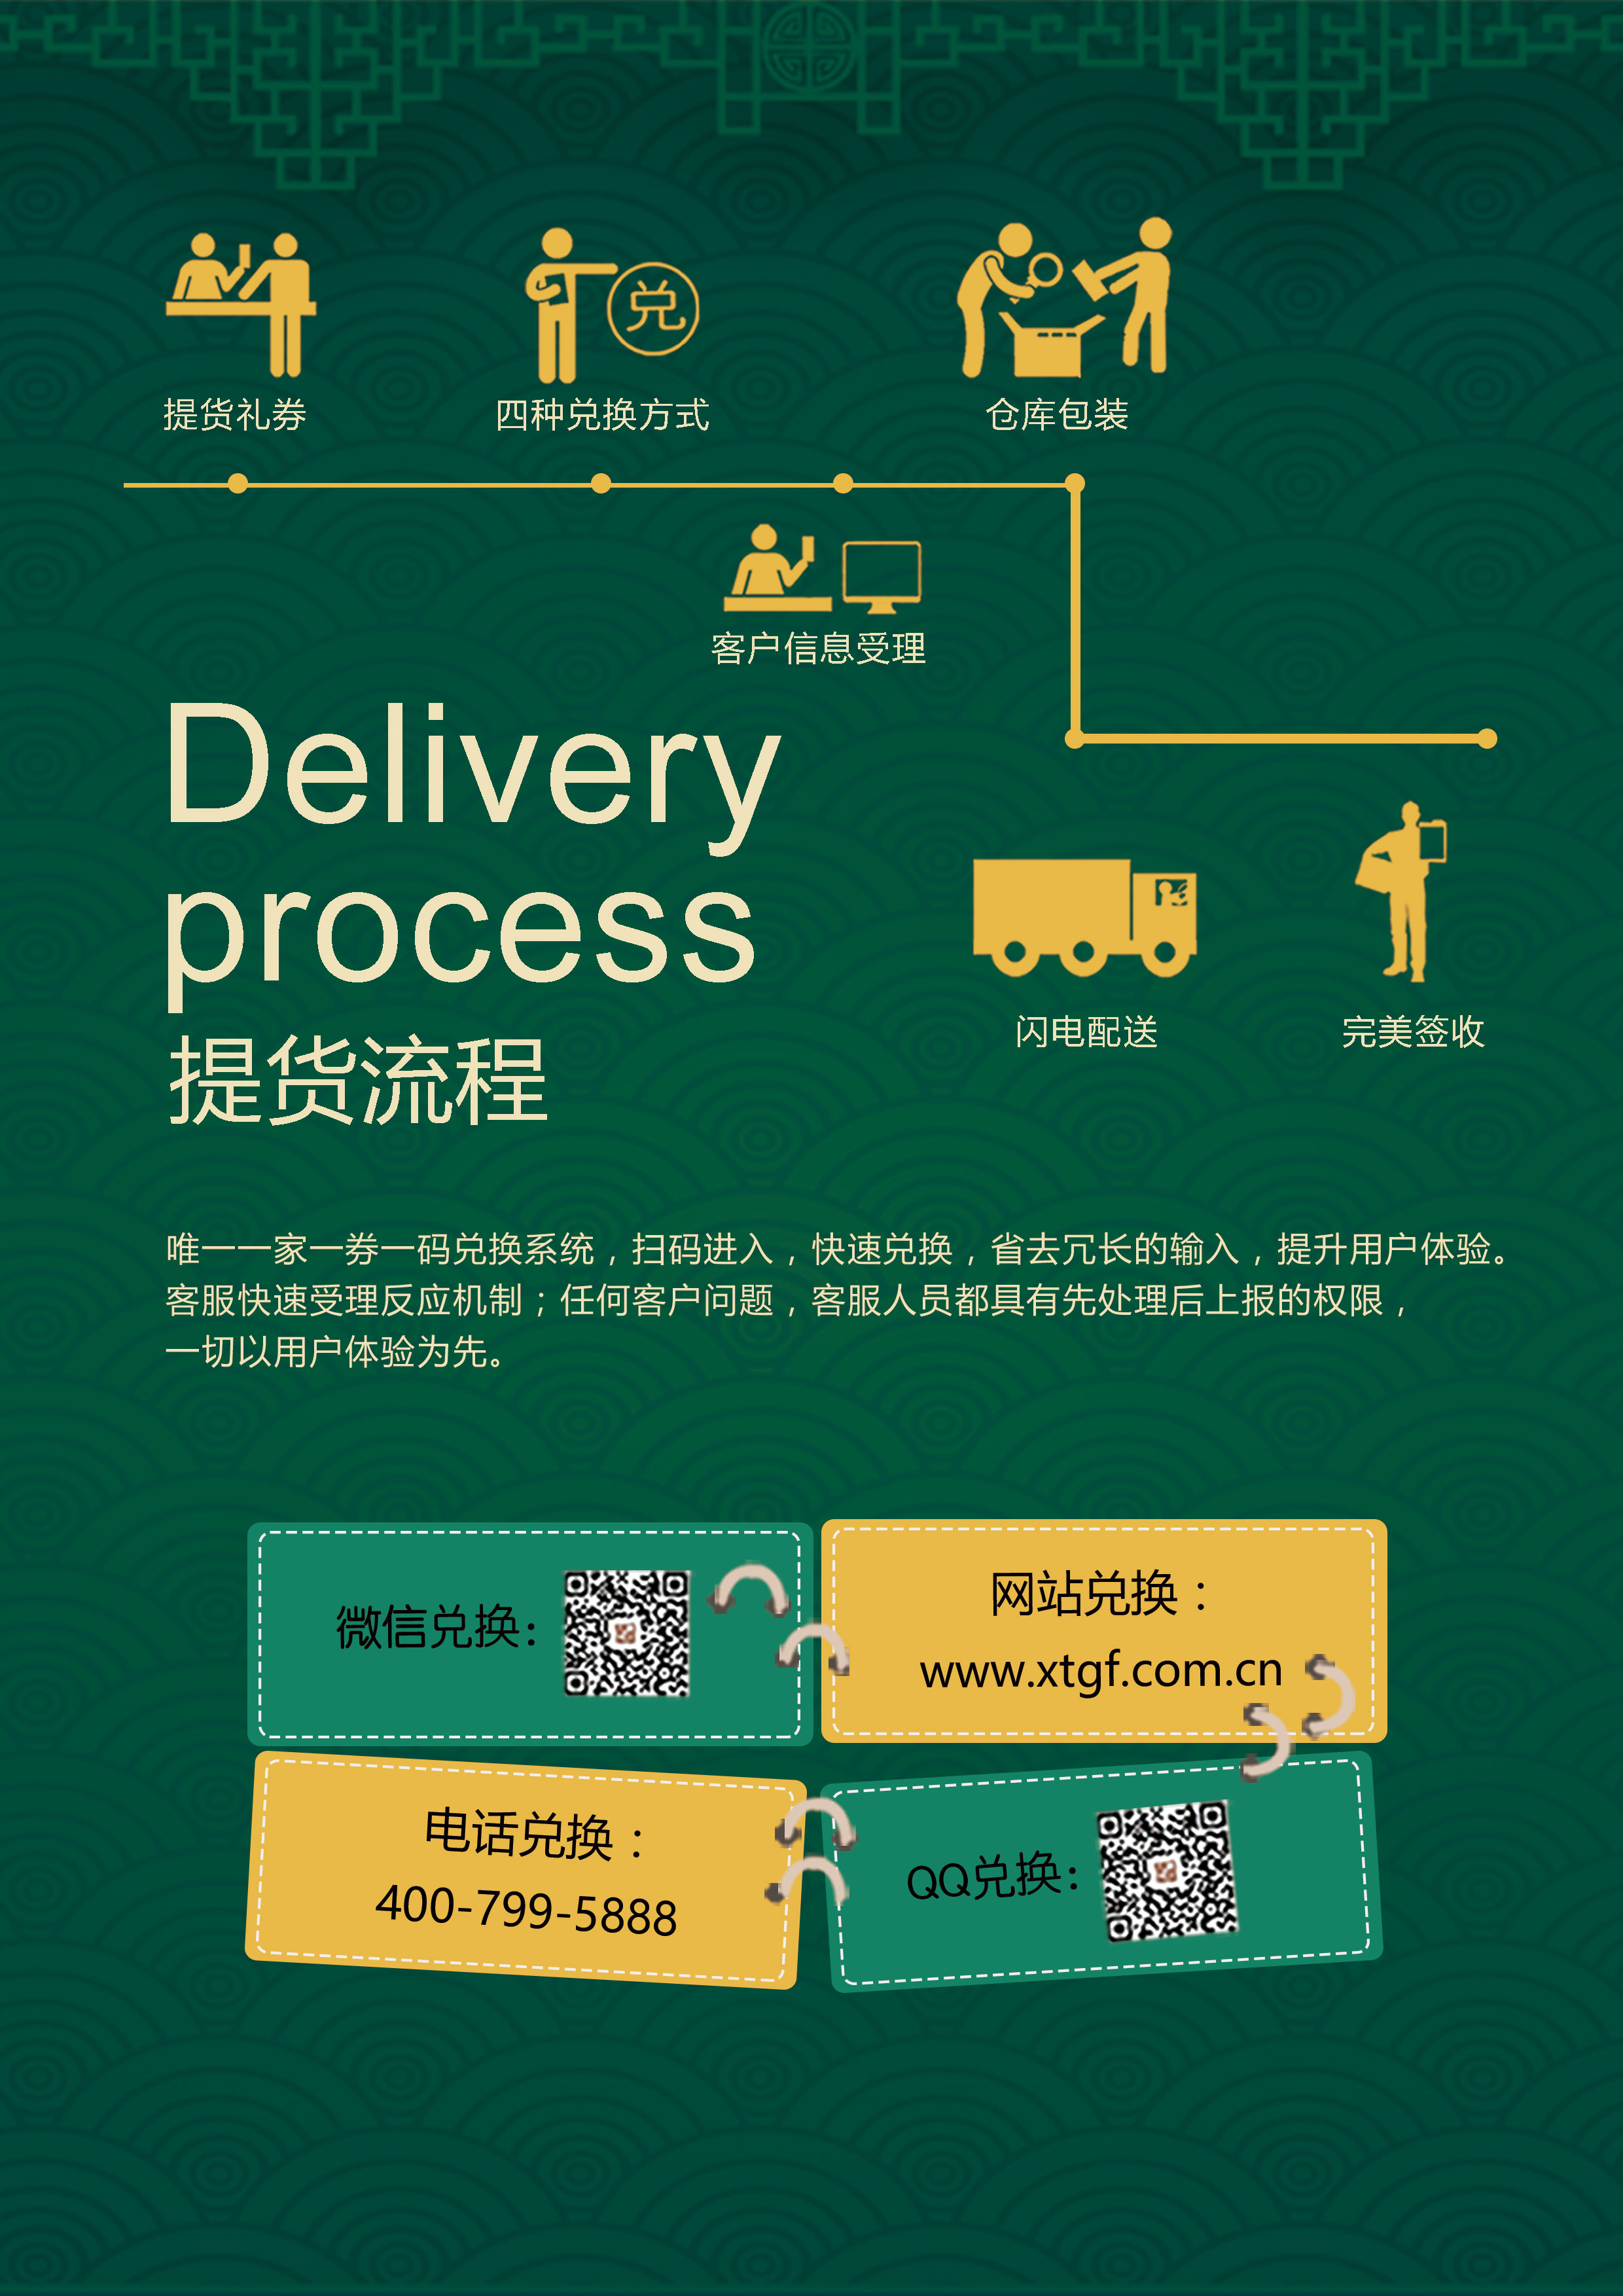 兑
提货礼券
四种兑换方式
仓库包装
客户信息受理
Delivery
process
提货流程
闪电配送
完美签收
唯一一家一券一码兑换系统，扫码进入，快速兑换，省去冗长的输入，提升用户体验。
客服快速受理反应机制；任何客户问题，客服人员都具有先处理后上报的权限，
一切以用户体验为先。
微信兑换：
网站兑换：
www.xtgf.com.cn
电话兑换：
400-799-5888
QQ兑换：